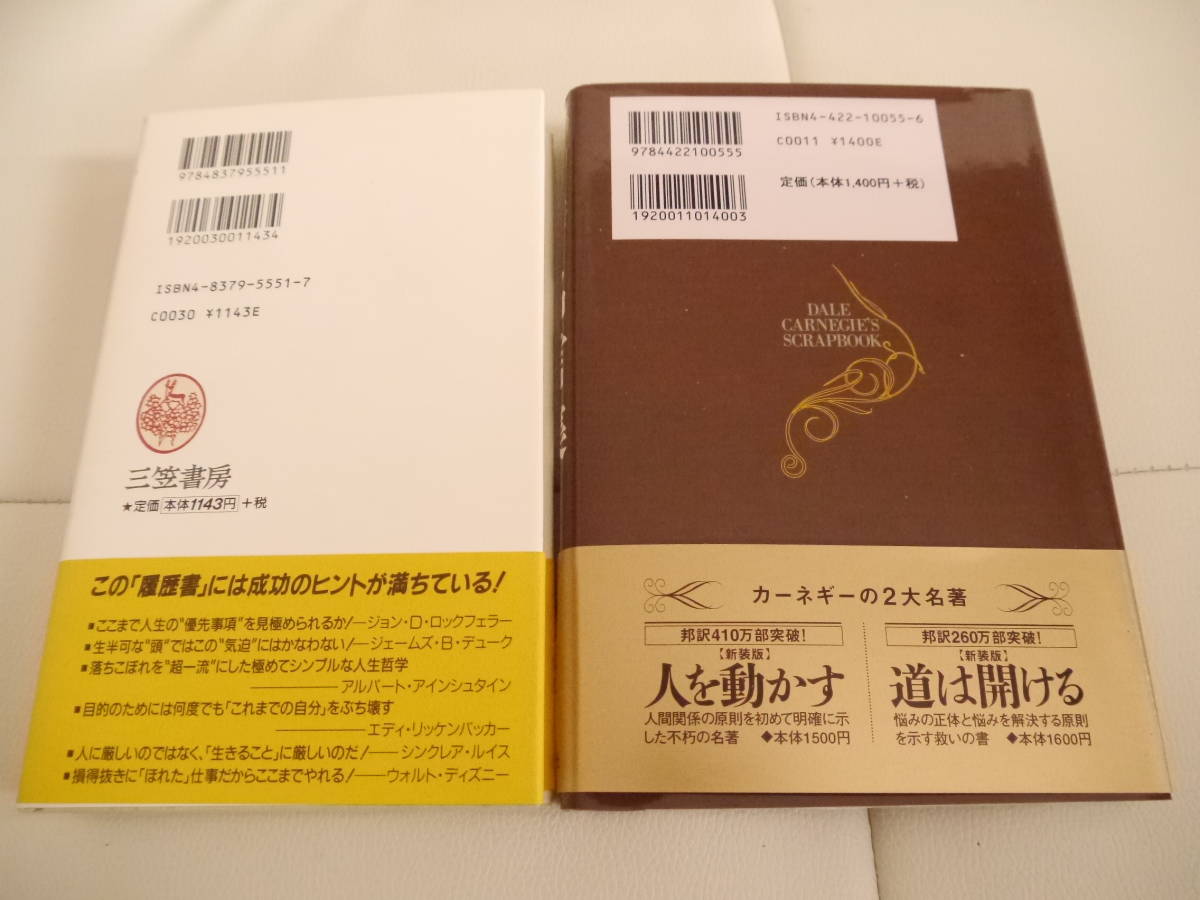 9784837955511
1920030011434
ISBN4-8379-5551-7
C0030 ¥1143E
三笠書房
★定価 本体1143円 +税
この「履歴書」には成功のヒントが満ちている!
■ここまで人生の“優先事項”を見極められるか!—ジョン・D・ロックフェラー
■生半可な“頭”ではこの“気迫”にはかなわない!—ジェームズ・B・デューク
■落ちこぼれを“超一流”にした極めてシンプルな人生哲学
—アルバート・アインシュタイン
■目的のためには何度でも「これまでの自分」をぶち壊す
—エディ・リッケンバッカー
■人に厳しいのではなく、「生きること」に厳しいのだ!—シンクレア・ルイス
■損得抜きに「ほれた」仕事だからここまでやれる!—ウォルト・ディズニー
9784422100555
1920011014003
ISBN4-422-10055-6
C0011 ¥1400E
定価(本体1,400円+税)
DALE
CARNEGIE'S
SCRAPBOOK
カーネギーの2大名著
邦訳410万部突破!
【新装版】
人を動かす
人間関係の原則を初めて明確に示
した不朽の名著 ◆本体1500円
邦訳260万部突破!
【新装版】
道は開ける
悩みの正体と悩みを解決する原則
を示す救いの書 ◆本体1600円